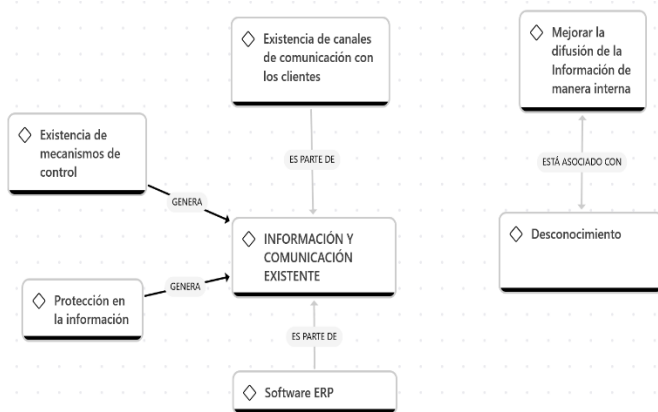 Existencia de canales
de comunicación con
los clientes
Mejorar la
difusión de la
Información de
manera interna
Existencia de
mecanismos de
control
ES PARTE DE
ESTÁ ASOCIADO CON
GENERA
INFORMACIÓN Y
COMUNICACIÓN
EXISTENTE
Desconocimiento
GENERA
Protección en
la información
ES PARTE DE
Software ERP